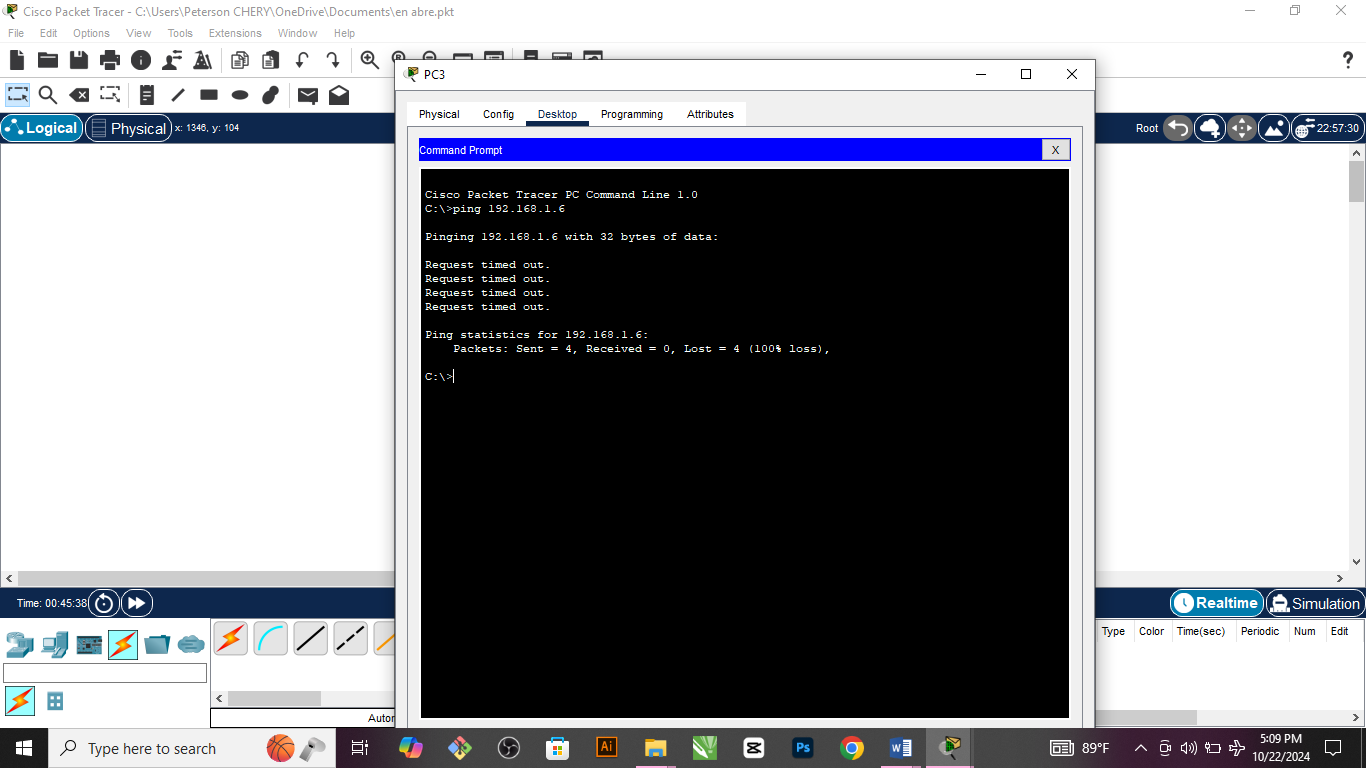 Cisco Packet Tracer - C:\Users\Peterson CHERY\OneDrive\Documents\en abre.pkt
File Edit Options View Tools Extensions Window Help
?
PC3
Physical Config Desktop Programming Attributes
Logical Physical x: 1346, y: 104
Root 22:57:30
Command Prompt X
Cisco Packet Tracer PC Command Line 1.0
C:\>ping 192.168.1.6
Pinging 192.168.1.6 with 32 bytes of data:
Request timed out.
Request timed out.
Request timed out.
Request timed out.
Ping statistics for 192.168.1.6:
Packets: Sent = 4, Received = 0, Lost = 4 (100% loss),
C:\>
Time: 00:45:38
Realtime Simulation
Type Color Time(sec) Periodic Num Edit
Autor
Type here to search
Ai
Ps
89°F
5:09 PM
10/22/2024